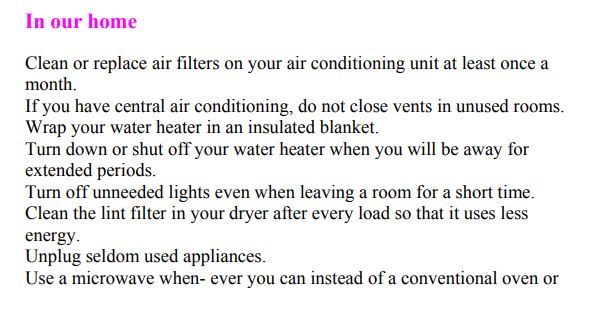 In our home
Clean or replace air filters on your air conditioning unit at least once a
month.
If you have central air conditioning, do not close vents in unused rooms.
Wrap your water heater in an insulated blanket.
Turn down or shut off your water heater when you will be away for
extended periods.
Turn off unneeded lights even when leaving a room for a short time.
Clean the lint filter in your dryer after every load so that it uses less
energy.
Unplug seldom used appliances.
Use a microwave when- ever you can instead of a conventional oven or